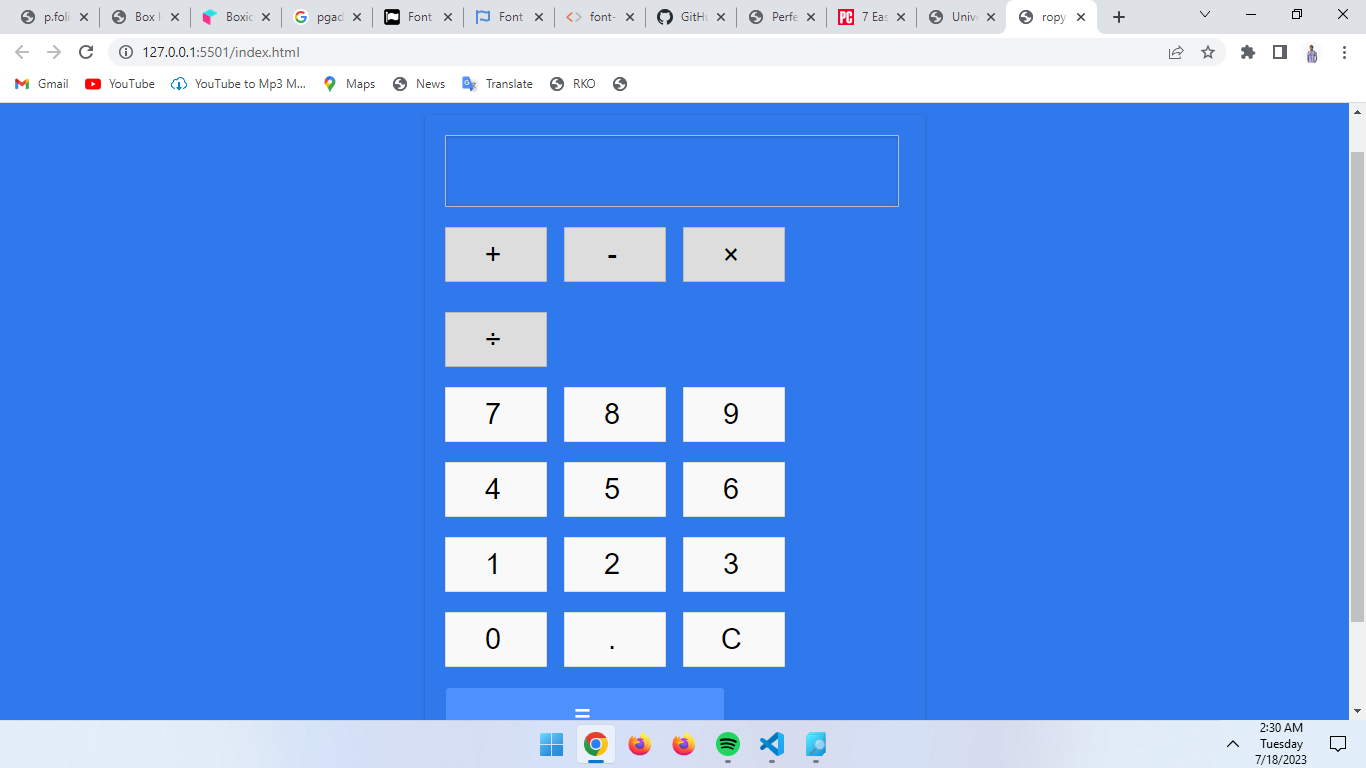 p.foli Box I Boxic pgad Font Font font- GitHu Perfe 7 Eas Unive ropy
127.0.0.1:5501/index.html
Gmail YouTube YouTube to Mp3 M... Maps News Translate RKO
+ - ×
÷
7 8 9
4 5 6
1 2 3
0 . C
=
2:30 AM
Tuesday
7/18/2023